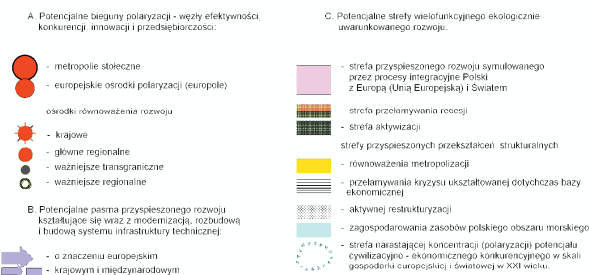 A. Potencjalne bieguny polaryzacji - węzły efektywności,
konkurencji, innowacji i przedsiębiorczości:
- metropolie stołeczne
- europejskie ośrodki polaryzacji (europole)
ośrodki równoważenia rozwoju
- krajowe
- główne regionalne
- ważniejsze transgraniczne
- ważniejsze regionalne
B. Potencjalne pasma przyspieszonego rozwoju
kształtujące się wraz z modernizacją, rozbudową
i budową systemu infrastruktury technicznej:
- o znaczeniu europejskim
- krajowym i międzynarodowym
C. Potencjalne strefy wielofunkcyjnego ekologicznie
uwarunkowanego rozwoju.
- strefa przyspieszonego rozwoju symulowanego
przez procesy integracyjne Polski
z Europą (Unią Europejską) i Światem
- strefa przełamywania recesji
- strefa aktywizacji
strefy przyspieszonych przekształceń strukturalnych
- równoważenia metropolizacji
- przełamywania kryzysu ukształtowanej dotychczas bazy
ekonomicznej
- aktywnej restrukturyzacji
- zagospodarowania zasobów polskiego obszaru morskiego
- strefa narastającej koncentracji (polaryzacji) potencjału
cywilizacyjno - ekonomicznego konkurencyjnego w skali
gospodarki europejskiej i światowej w XXI wieku.